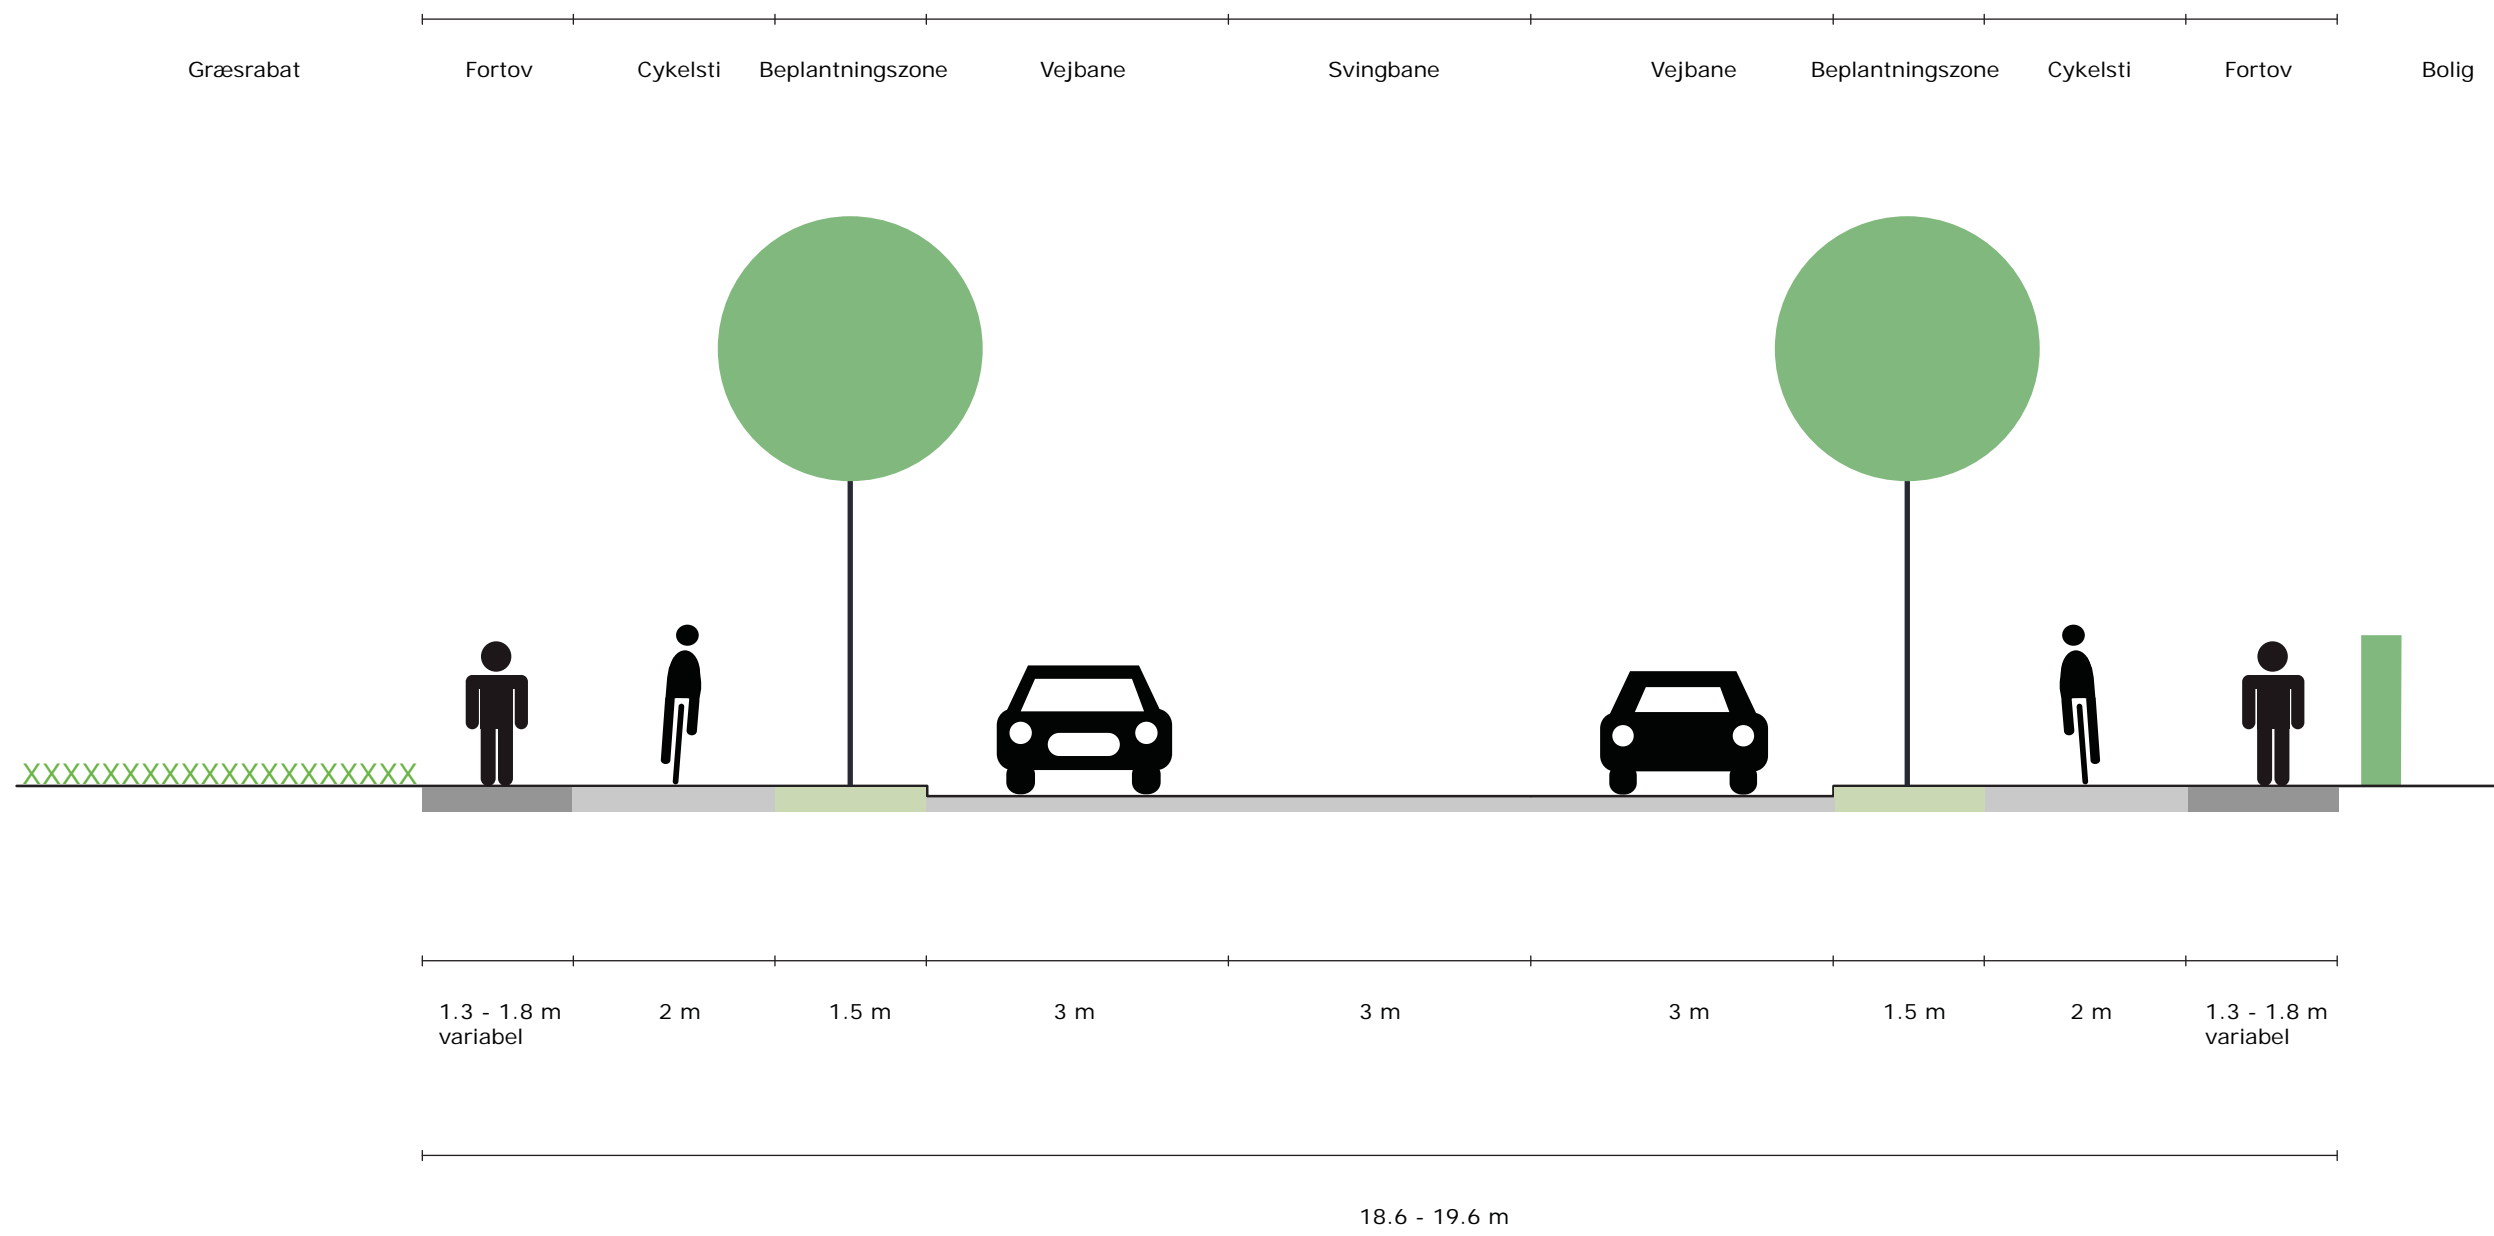 Græsrabat
Fortov
Cykelsti
Beplantningszone
Vejbane
Svingbane
Vejbane
Beplantningszone
Cykelsti
Fortov
Bolig
XXXXXXXXXXXXXXXXXXXX
1.3 - 1.8 m
variabel
2 m
1.5 m
3 m
3 m
3 m
1.5 m
2 m
1.3 - 1.8 m
variabel
18.6 - 19.6 m